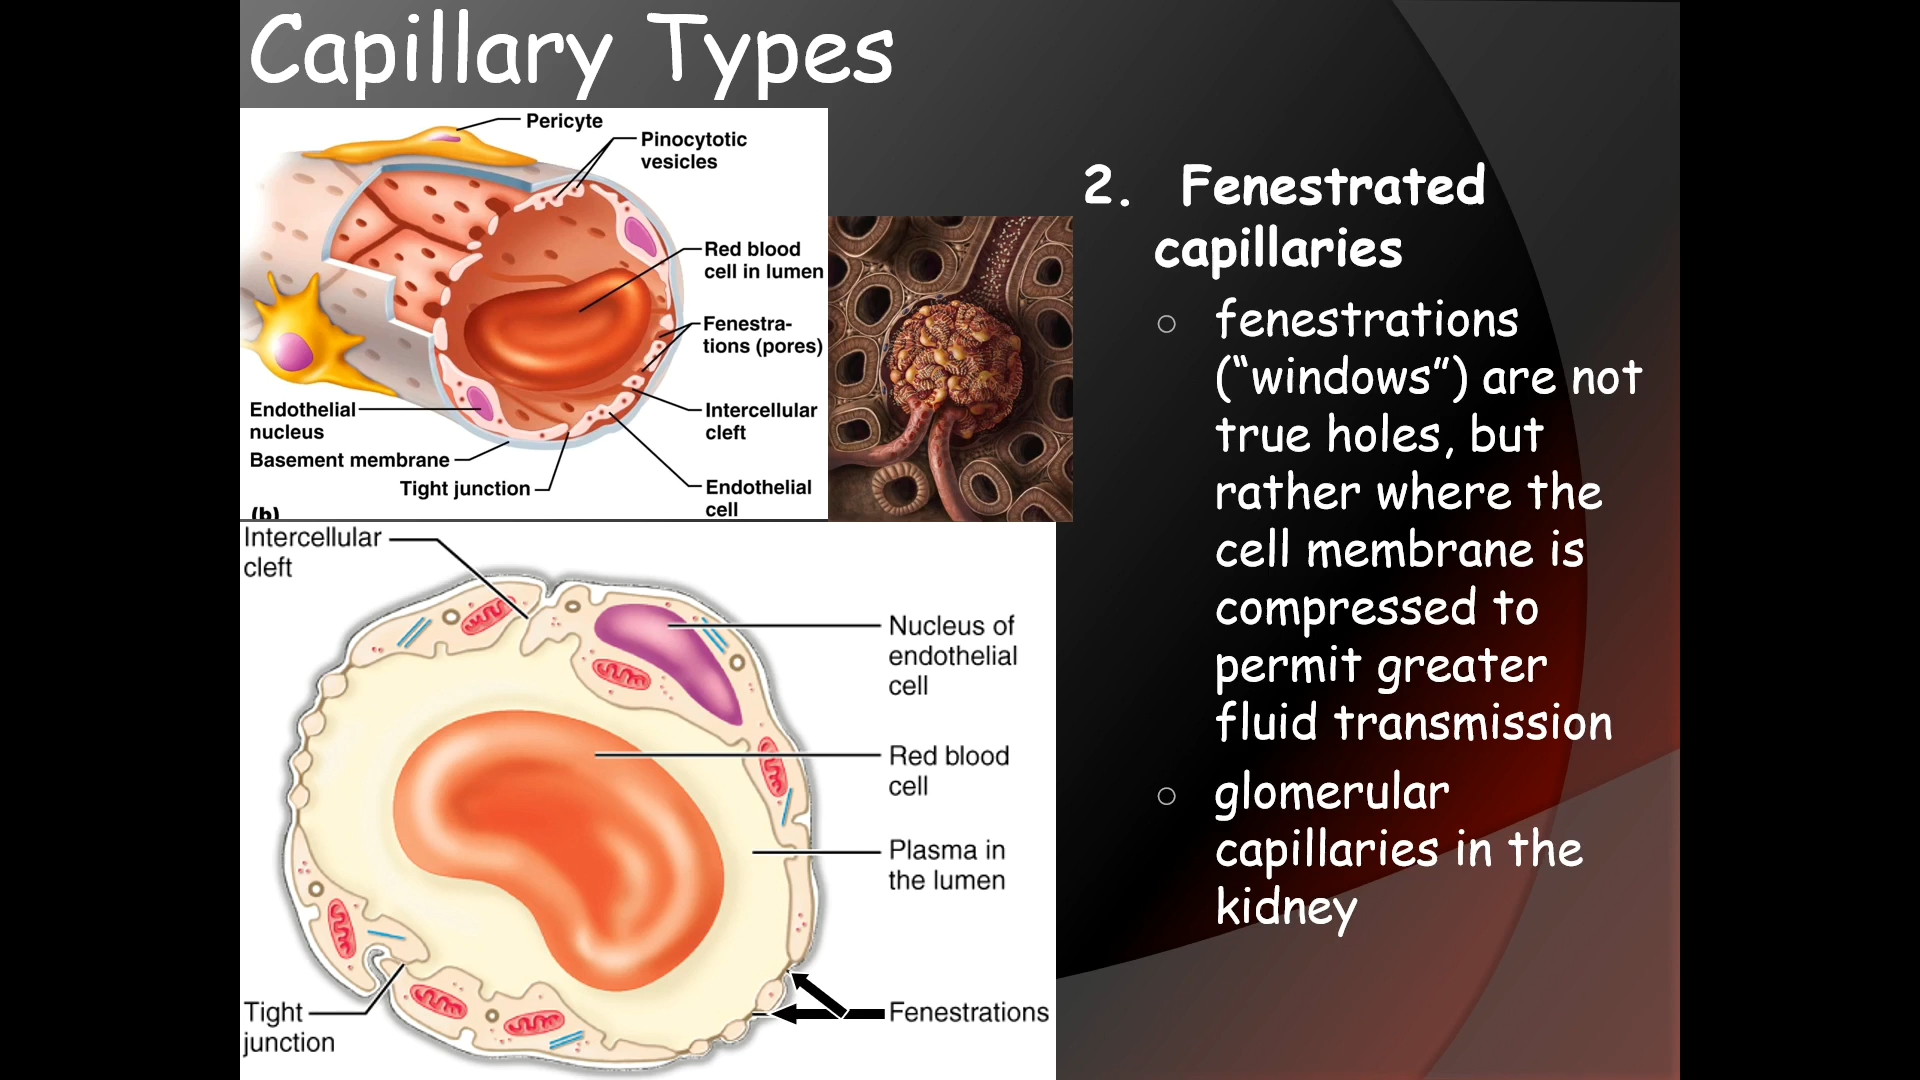 Capillary Types
Pericyte
Pinocytotic
vesicles
Red blood
cell in lumen
Fenestra-
tions (pores)
Intercellular
cleft
Endothelial
cell
Endothelial
nucleus
Basement membrane
Tight junction
(b)
Intercellular
cleft
Nucleus of
endothelial
cell
Red blood
cell
Plasma in
the lumen
Fenestrations
Tight
junction
2. Fenestrated
capillaries
○ fenestrations
(“windows”) are not
true holes, but
rather where the
cell membrane is
compressed to
permit greater
fluid transmission
○ glomerular
capillaries in the
kidney